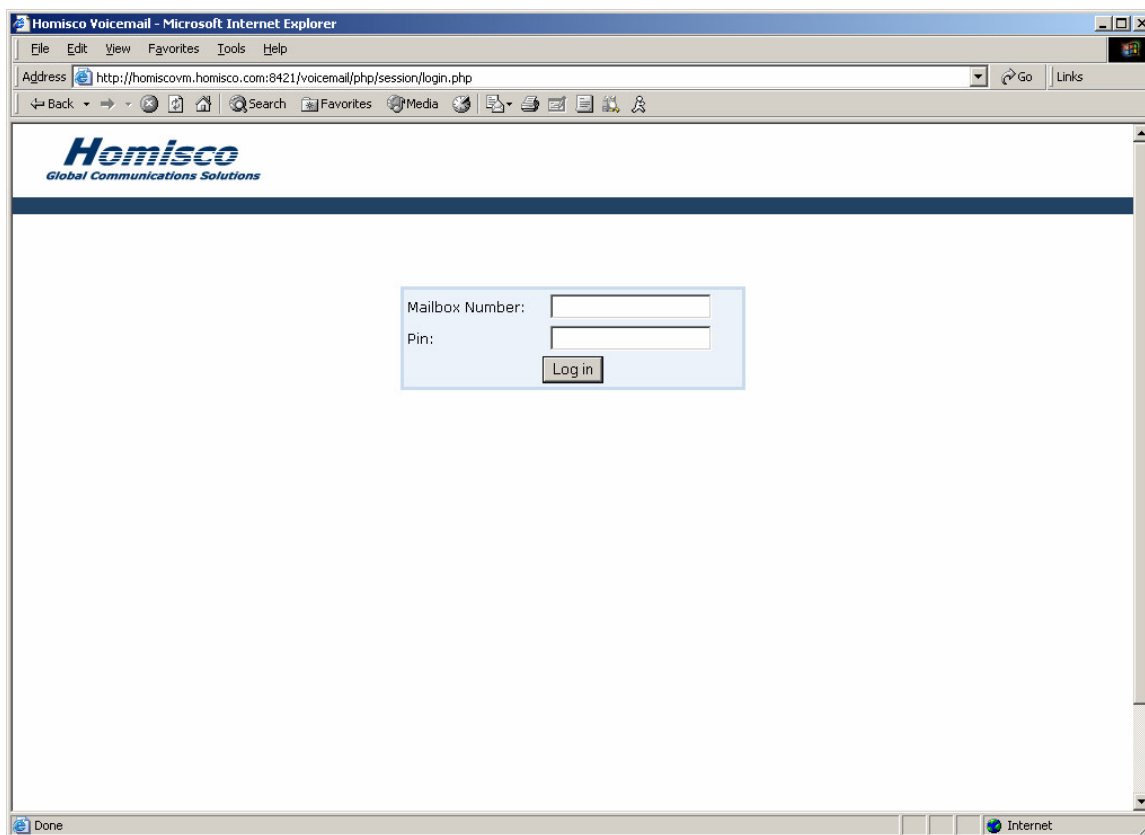 Homisco Voicemail - Microsoft Internet Explorer
File Edit View Favorites Tools Help
Address http://homiscovm.homisco.com:8421/voicemail/php/session/login.php Go Links
Back Search Favorites Media
Homisco
Global Communications Solutions
Mailbox Number:
Pin:
Log in
Done Internet